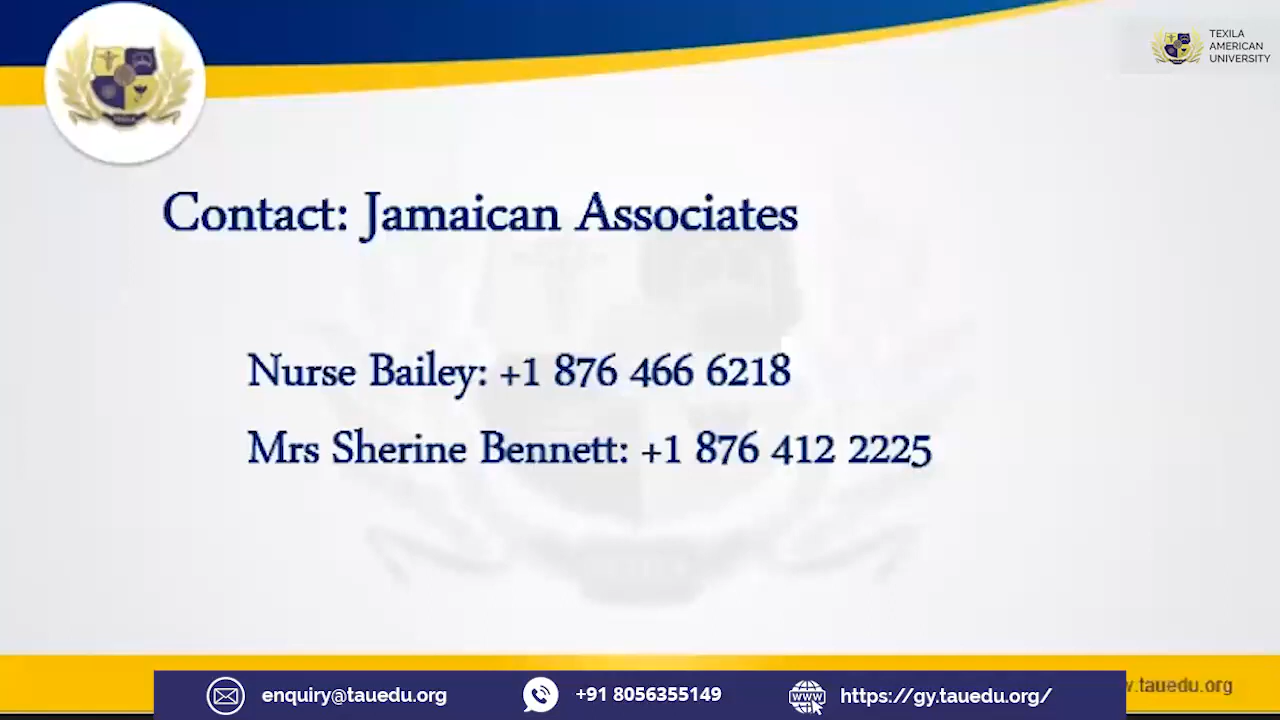 TEXILA
AMERICAN
UNIVERSITY
Contact: Jamaican Associates
Nurse Bailey: +1 876 466 6218
Mrs Sherine Bennett: +1 876 412 2225
enquiry@tauedu.org
+91 8056355149
https://gy.tauedu.org/
.tauedu.org